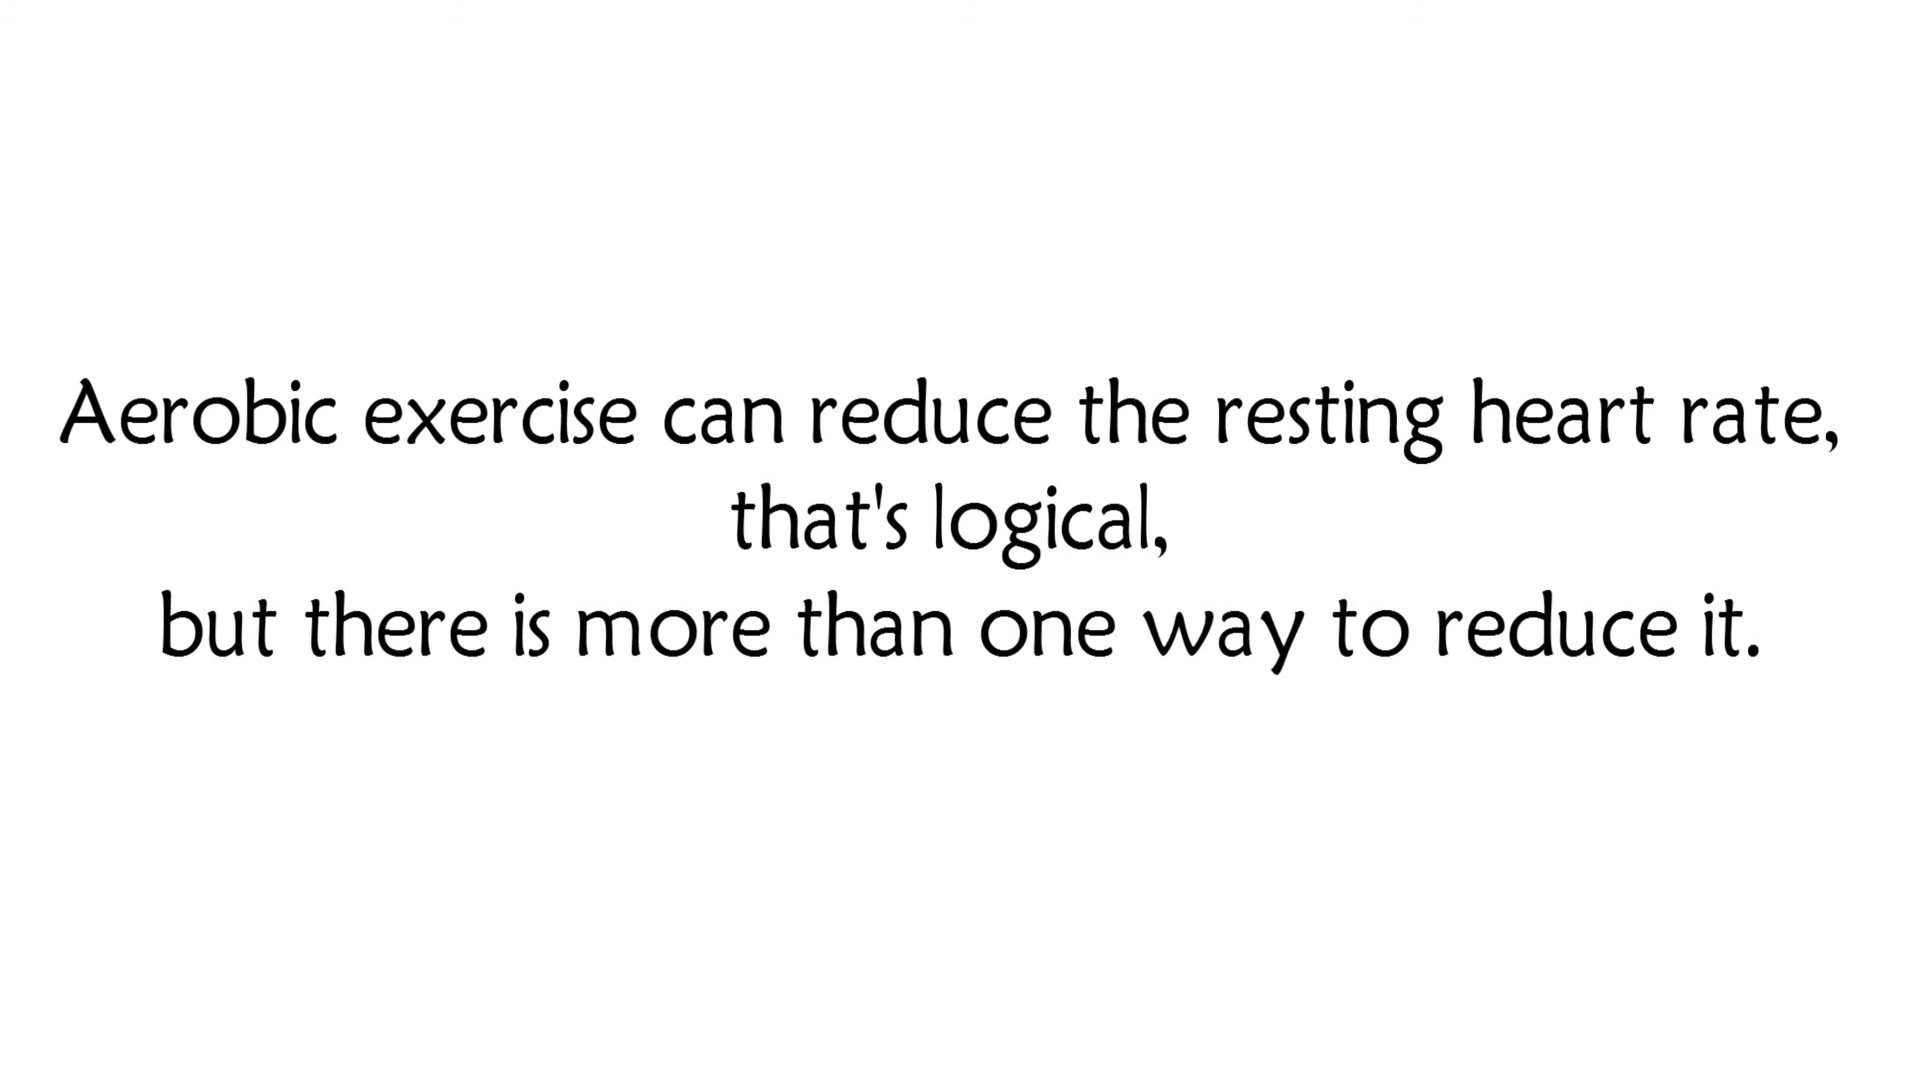 Aerobic exercise can reduce the resting heart rate,
that's logical,
but there is more than one way to reduce it.